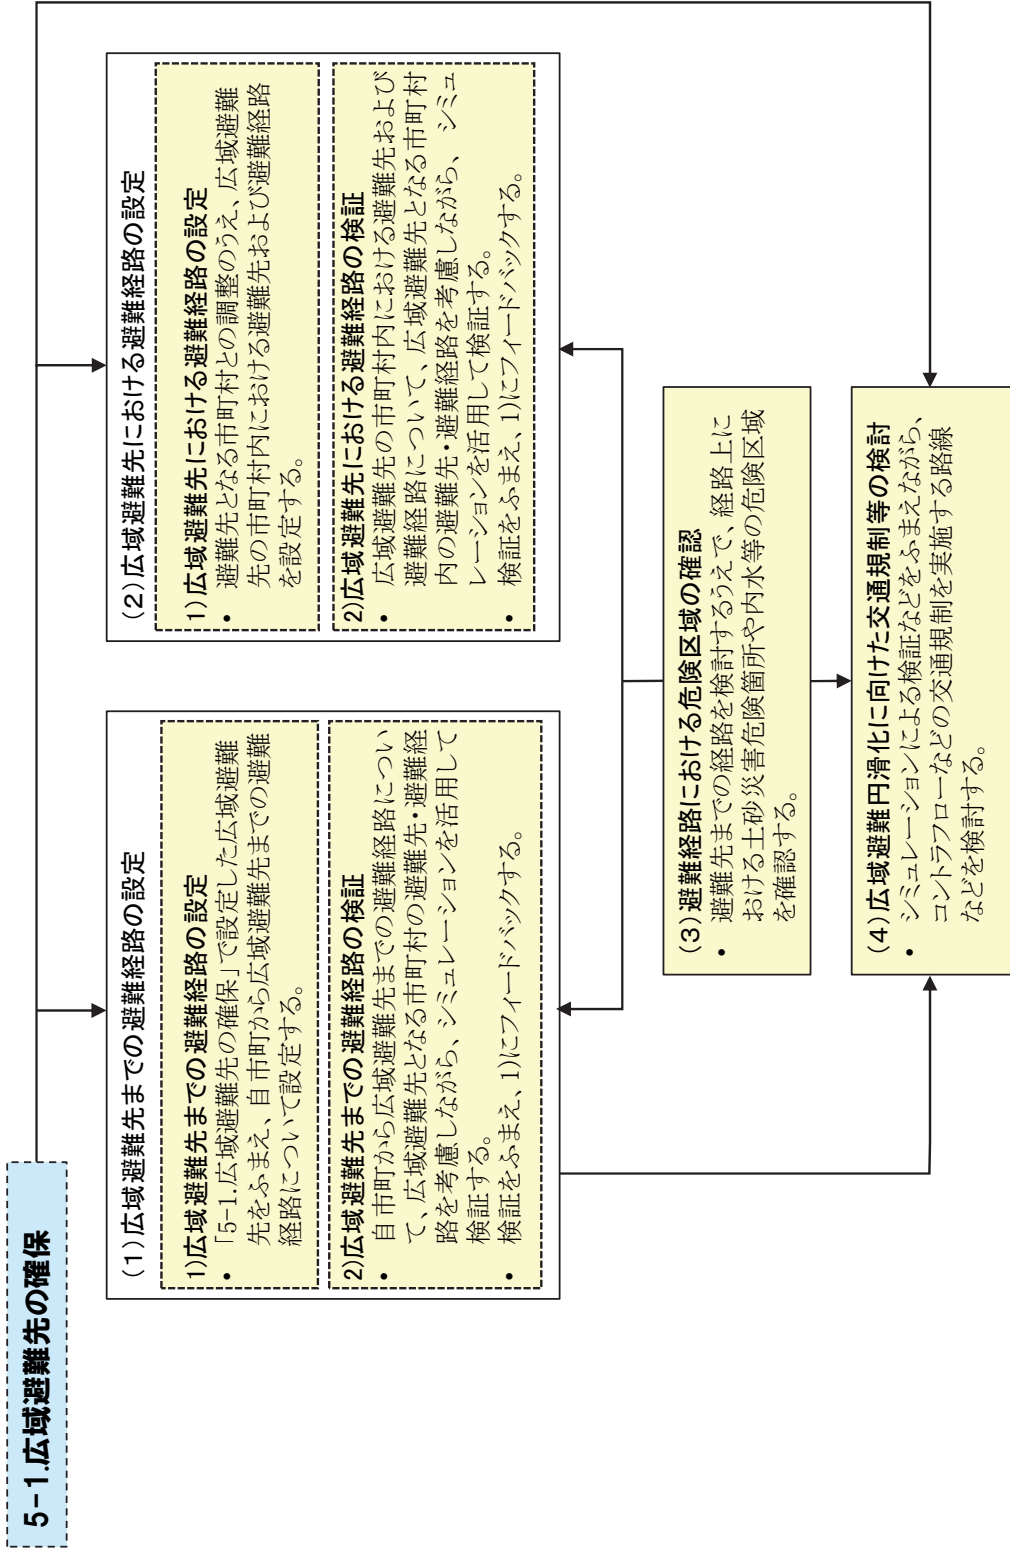 5-1.広域避難先の確保
(1)広域避難先までの避難経路の設定
1)広域避難先までの避難経路の設定
• 「5-1.広域避難先の確保」で設定した広域避難
先をふまえ、自市町から広域避難先までの避難
経路について設定する。
2)広域避難先までの避難経路の検証
• 自市町から広域避難先までの避難経路につい
て、広域避難先となる市町村の避難先・避難経
路を考慮しながら、シミュレーションを活用して
検証する。
• 検証をふまえ、1)にフィードバックする。
(2)広域避難先における避難経路の設定
1)広域避難先における避難経路の設定
• 避難先となる市町村との調整のうえ、広域避難
先の市町村内における避難先および避難経路
を設定する。
2)広域避難先における避難経路の検証
• 広域避難先の市町村内における避難先および
避難経路について、広域避難先となる市町村
内の避難先・避難経路を考慮しながら、シミュ
レーションを活用して検証する。
• 検証をふまえ、1)にフィードバックする。
(3)避難経路における危険区域の確認
• 避難先までの経路を検討するうえで、経路上に
おける土砂災害危険箇所や内水等の危険区域
を確認する。
(4)広域避難円滑化に向けた交通規制等の検討
• シミュレーションによる検証などをふまえながら、
コントラフローなどの交通規制を実施する路線
などを検討する。